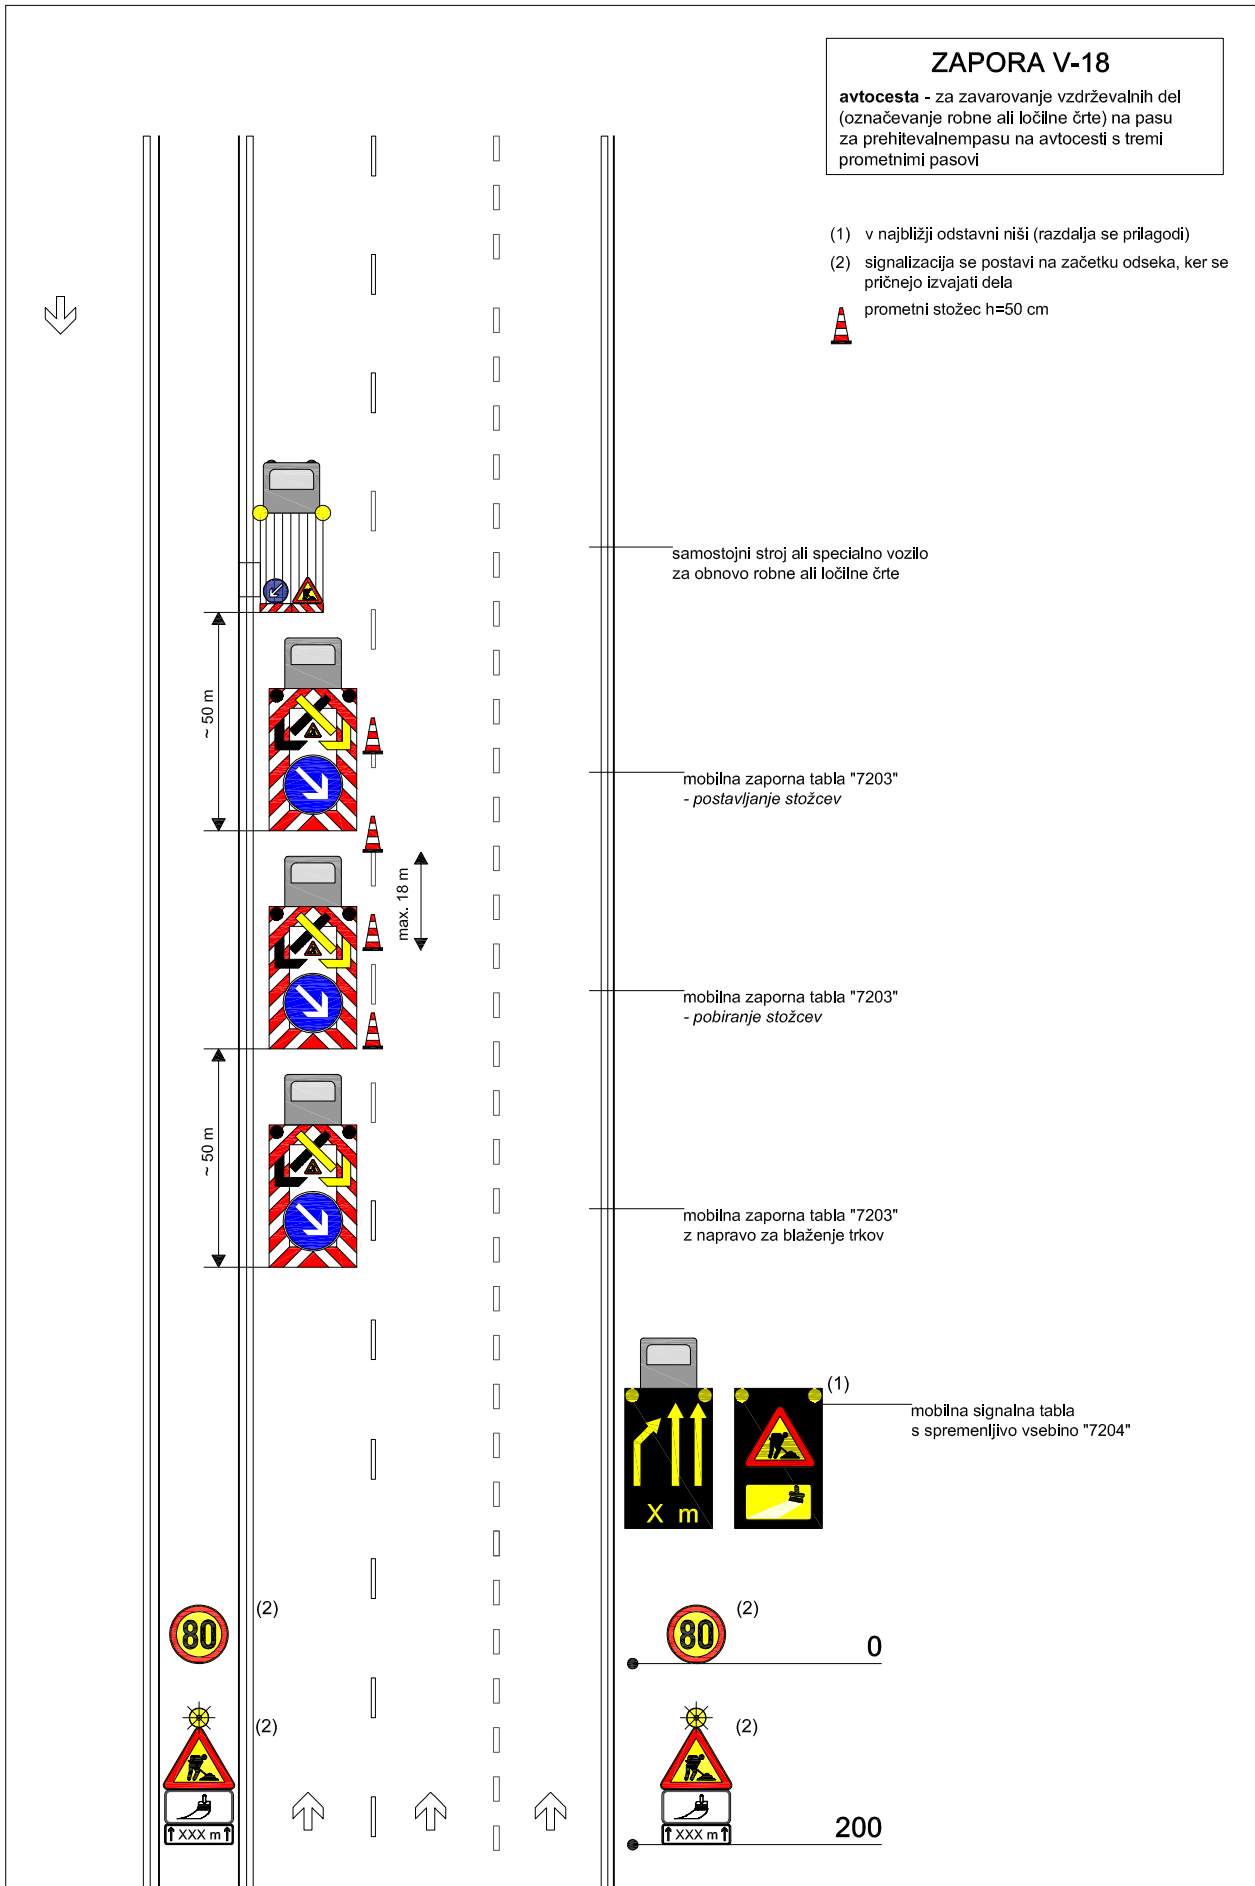 ZAPORA V-18
avtocesta - za zavarovanje vzdrževalnih del
(označevanje robne ali ločilne črte) na pasu
za prehitevalnempasu na avtocesti s tremi
prometnimi pasovi
(1) v najbližji odstavni niši (razdalja se prilagodi)
(2) signalizacija se postavi na začetku odseka, ker se
pričnejo izvajati dela
prometni stožec h=50 cm
samostojni stroj ali specialno vozilo
za obnovo robne ali ločilne črte
~ 50 m
mobilna zaporna tabla "7203"
- postavljanje stožcev
max. 18 m
mobilna zaporna tabla "7203"
- pobiranje stožcev
~ 50 m
mobilna zaporna tabla "7203"
z napravo za blaženje trkov
(1)
mobilna signalna tabla
s spremenljivo vsebino "7204"
X m
80 (2)
80 (2)
0
(2)
(2)
XXX m
XXX m
200